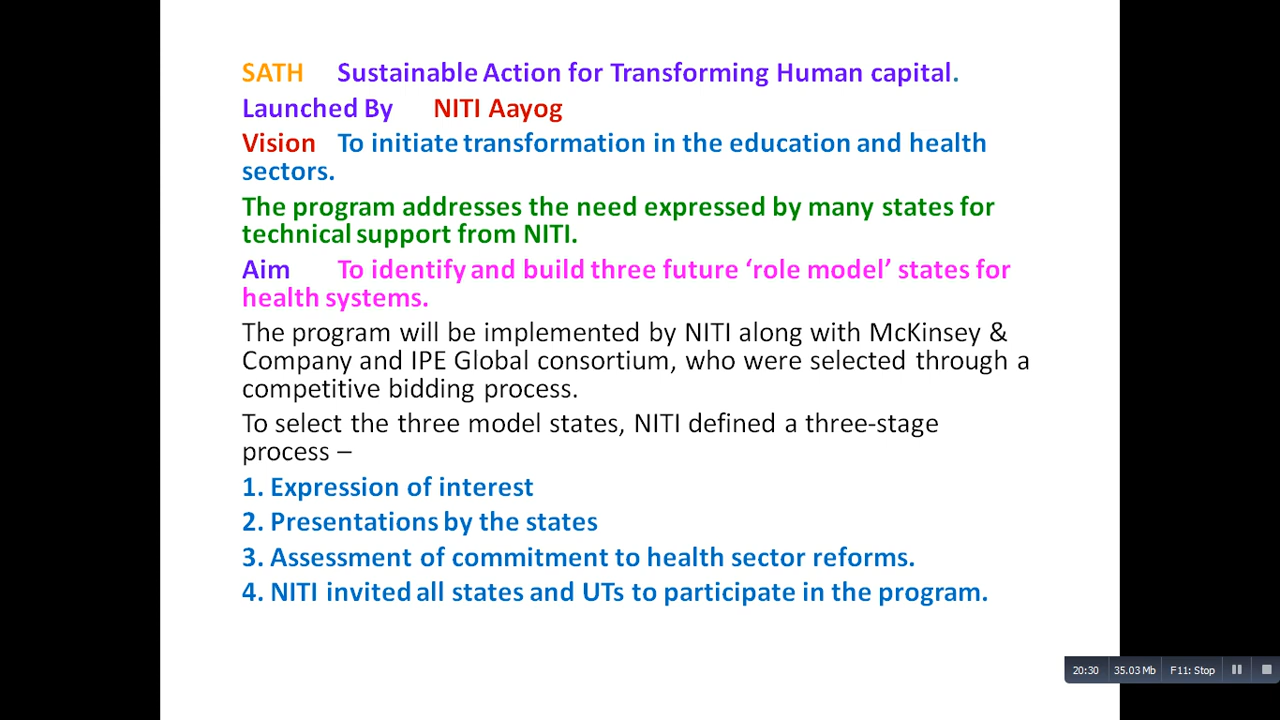 SATH Sustainable Action for Transforming Human capital.
Launched By NITI Aayog
Vision To initiate transformation in the education and health
sectors.
The program addresses the need expressed by many states for
technical support from NITI.
Aim To identify and build three future ‘role model’ states for
health systems.
The program will be implemented by NITI along with McKinsey &
Company and IPE Global consortium, who were selected through a
competitive bidding process.
To select the three model states, NITI defined a three-stage
process –
1. Expression of interest
2. Presentations by the states
3. Assessment of commitment to health sector reforms.
4. NITI invited all states and UTs to participate in the program.
20:30 35.03 Mb F11: Stop